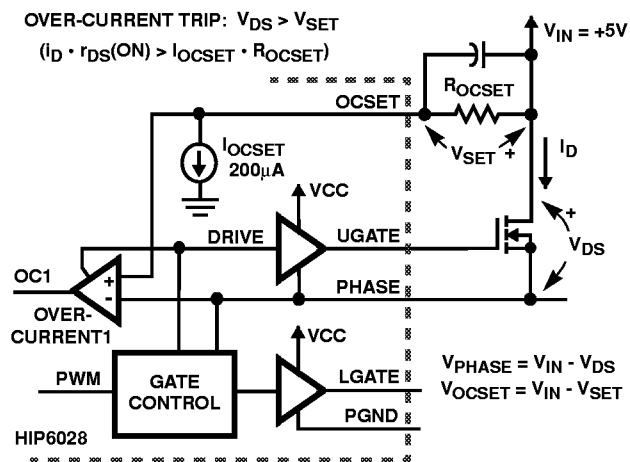 OVER-CURRENT TRIP: VDS > VSET
(iD • rDS(ON) > IOCSET • ROCSET)
VIN = +5V
OCSET
ROCSET
VSET +
IOCSET
200µA
ID
VCC
DRIVE
UGATE
+
VDS
OC1
+
-
PHASE
OVER-
CURRENT1
VCC
PWM
GATE
CONTROL
LGATE
PGND
VPHASE = VIN - VDS
VOCSET = VIN - VSET
HIP6028